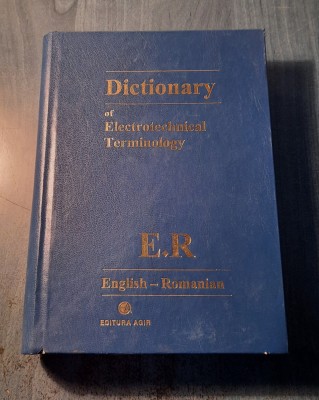 Dictionary
of
Electrotechnical
Terminology
E.R
English – Romanian
EDITURA AGIR